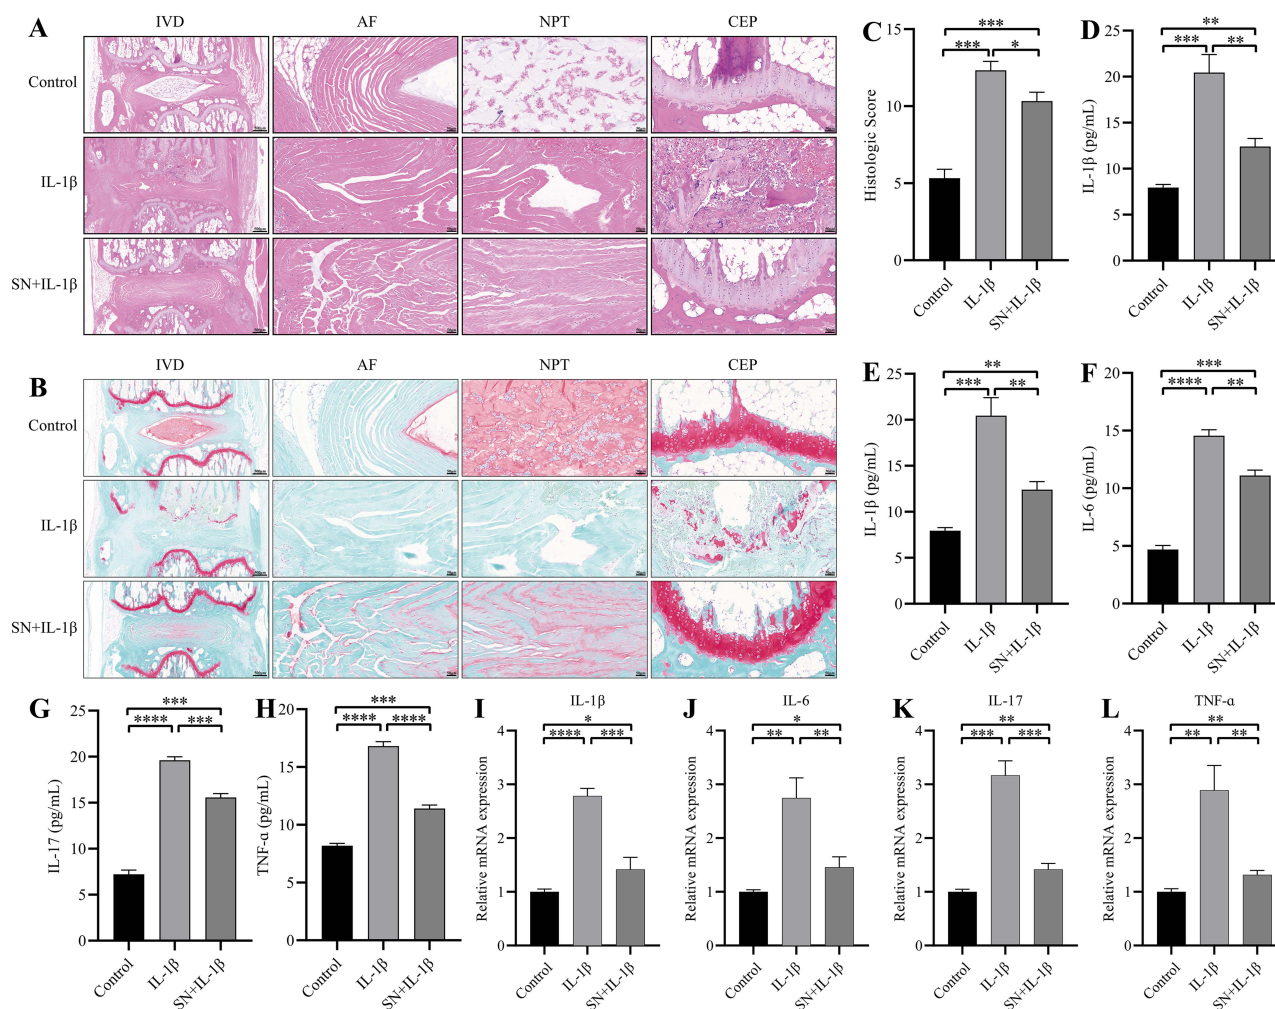 A
IVD AF NPT CEP
Control
IL-1β
SN+IL-1β
B
IVD AF NPT CEP
Control
IL-1β
SN+IL-1β
C
Histologic Score
15
10
5
0
***
*** *
Control IL-1β SN+IL-1β
D
IL-1β (pg/mL)
25
20
15
10
5
0
**
*** **
Control IL-1β SN+IL-1β
E
IL-1β (pg/mL)
25
20
15
10
5
0
**
*** **
Control IL-1β SN+IL-1β
F
IL-6 (pg/mL)
20
15
10
5
0
***
**** **
Control IL-1β SN+IL-1β
G
IL-17 (pg/mL)
25
20
15
10
5
0
***
**** ***
Control IL-1β SN+IL-1β
H
TNF-α (pg/mL)
20
15
10
5
0
***
**** ****
Control IL-1β SN+IL-1β
I
IL-1β
Relative mRNA expression
4
3
2
1
0
*
**** ***
Control IL-1β SN+IL-1β
J
IL-6
Relative mRNA expression
4
3
2
1
0
*
** **
Control IL-1β SN+IL-1β
K
IL-17
Relative mRNA expression
4
3
2
1
0
**
*** ***
Control IL-1β SN+IL-1β
L
TNF-α
Relative mRNA expression
4
3
2
1
0
**
** **
Control IL-1β SN+IL-1β